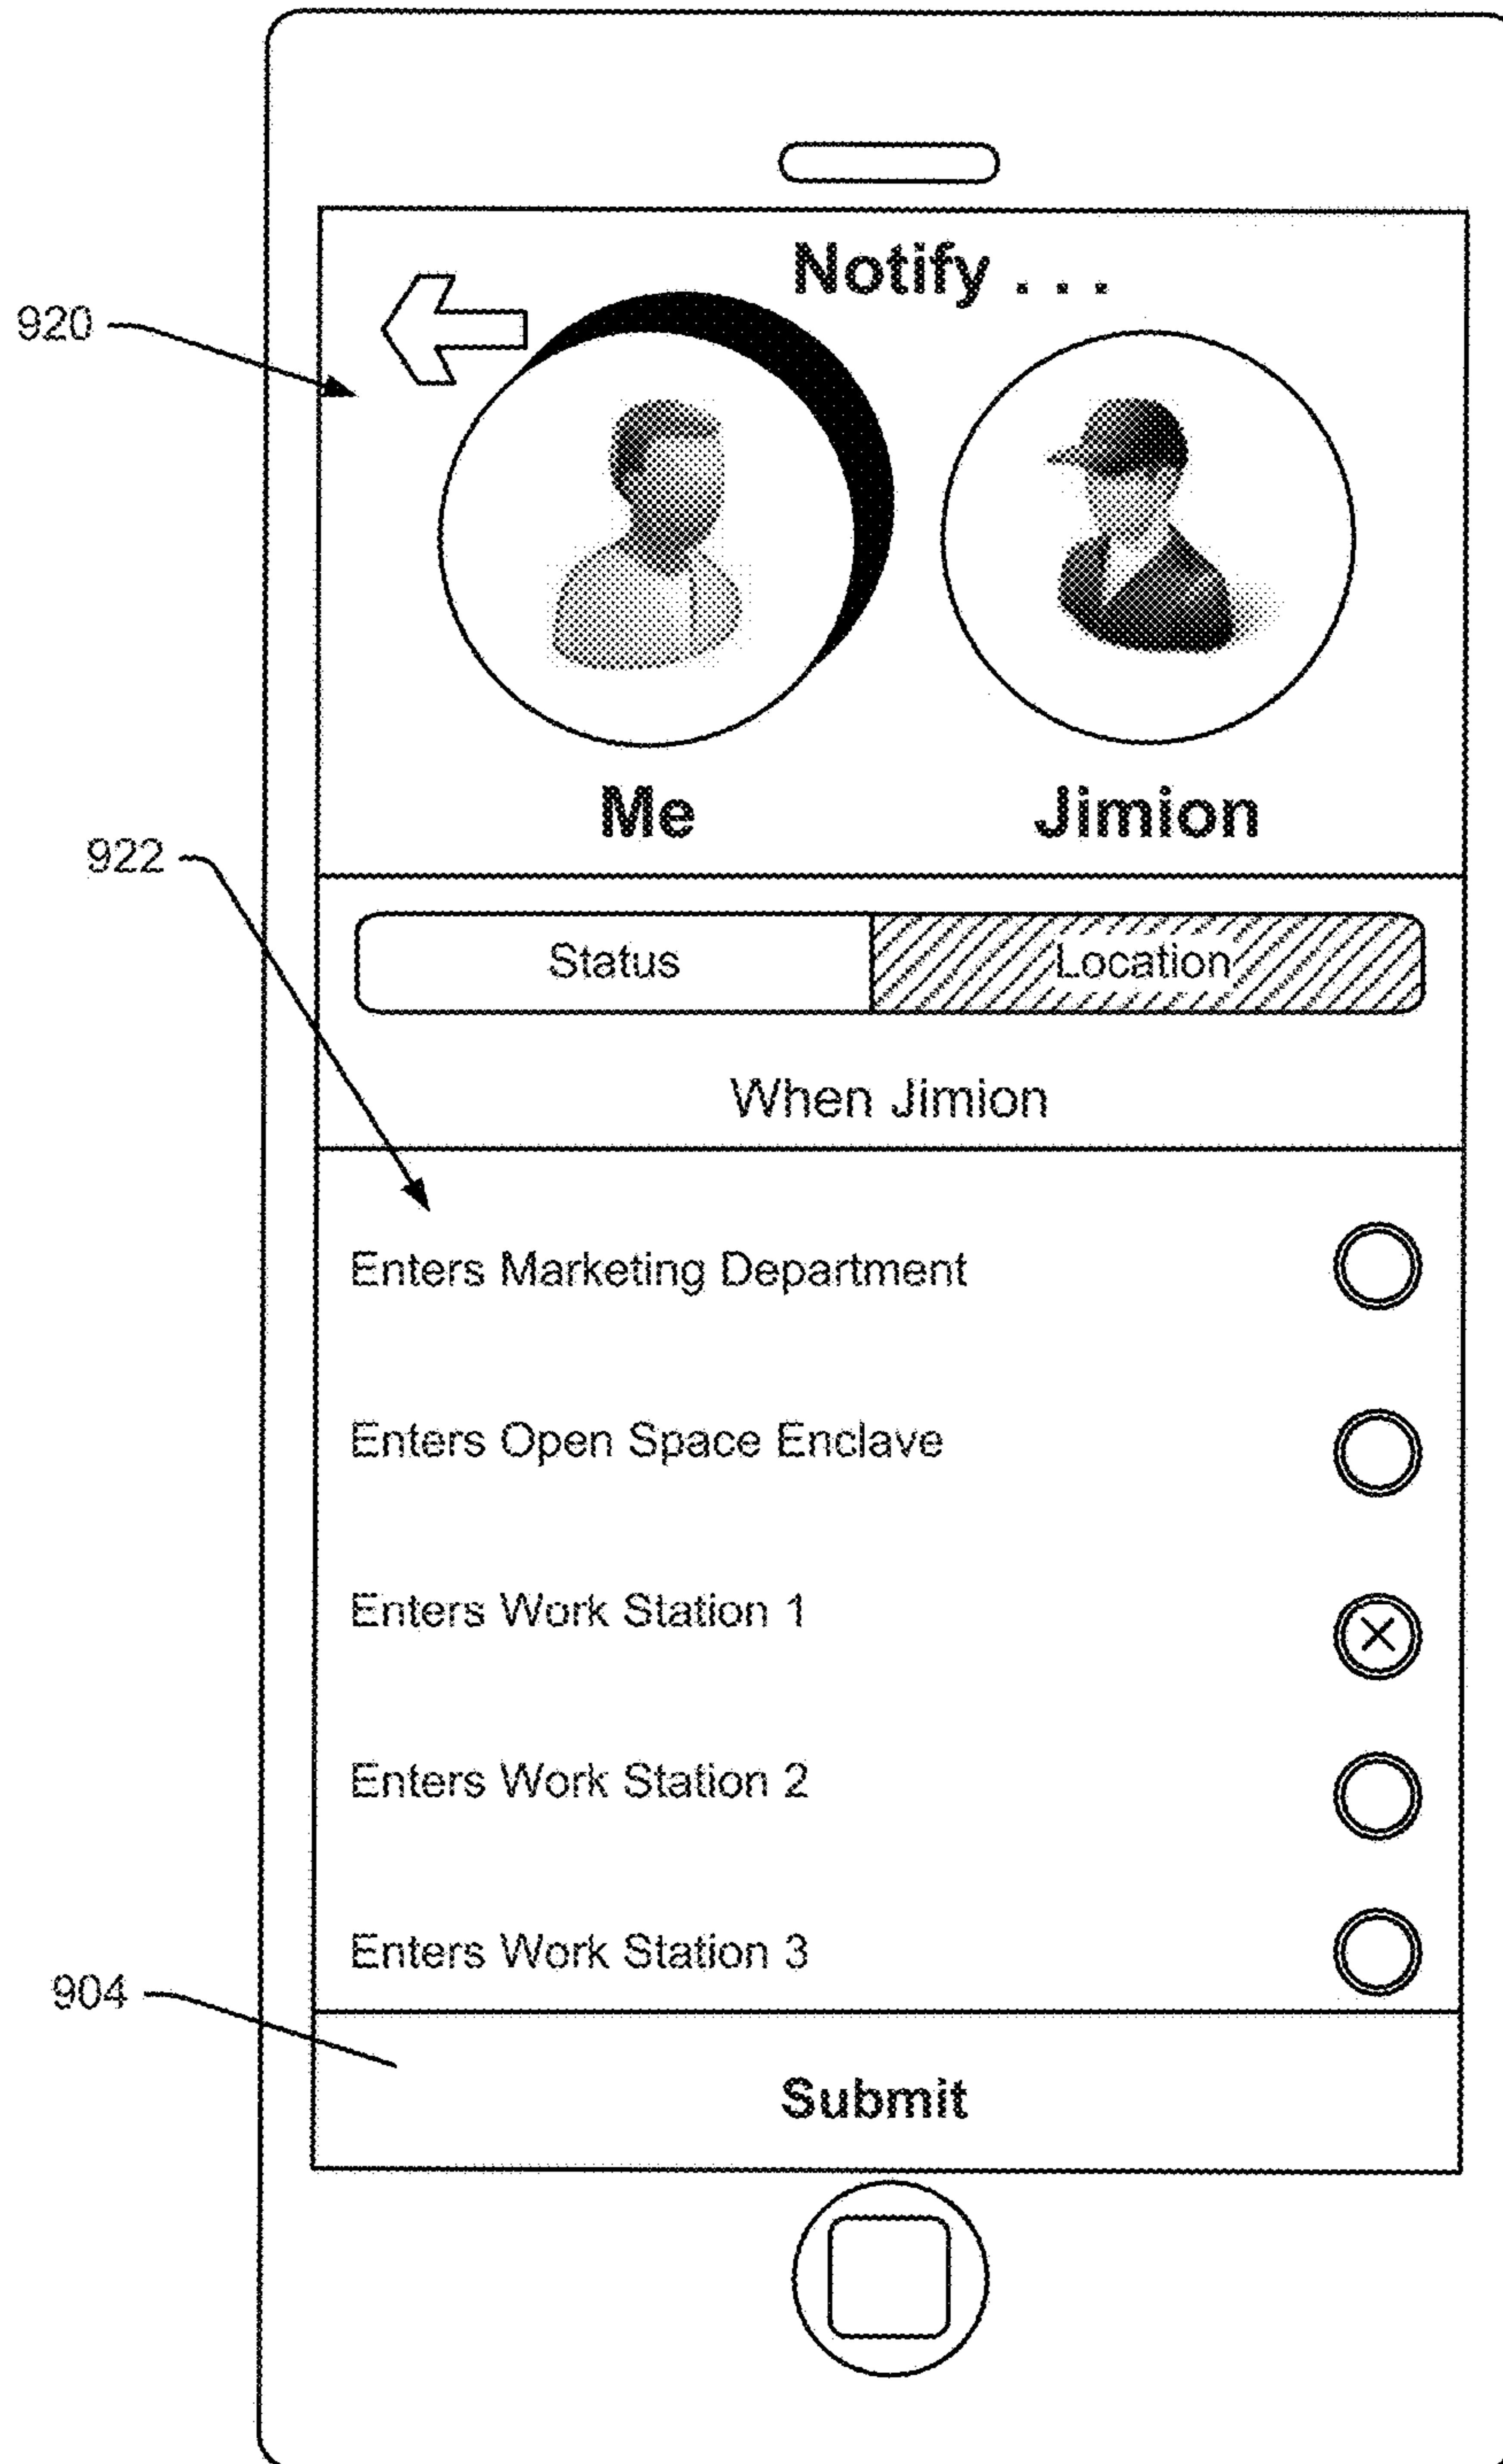 Notify . . .
920
Me Jimion
922
Status Location
When Jimion
Enters Marketing Department
Enters Open Space Enclave
Enters Work Station 1
Enters Work Station 2
Enters Work Station 3
904
Submit